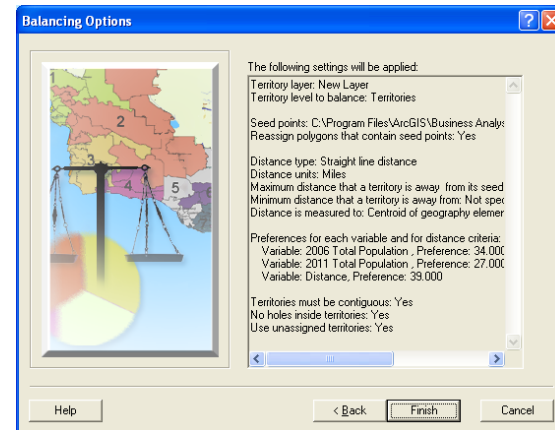 Balancing Options
The following settings will be applied:
Territory layer: New Layer
Territory level to balance: Territories
Seed points: C:\Program Files\ArcGIS\Business Analys
Reassign polygons that contain seed points: Yes
Distance type: Straight line distance
Distance units: Miles
Maximum distance that a territory is away from its seed
Minimum distance that a territory is away from: Not spec
Distance is measured to: Centroid of geography elemen
Preferences for each variable and for distance criteria:
Variable: 2006 Total Population , Preference: 34.000
Variable: 2011 Total Population , Preference: 27.000
Variable: Distance, Preference: 39.000
Territories must be contiguous: Yes
No holes inside territories: Yes
Use unassigned territories: Yes
1
2
3
4
5
6
Help
< Back
Finish
Cancel